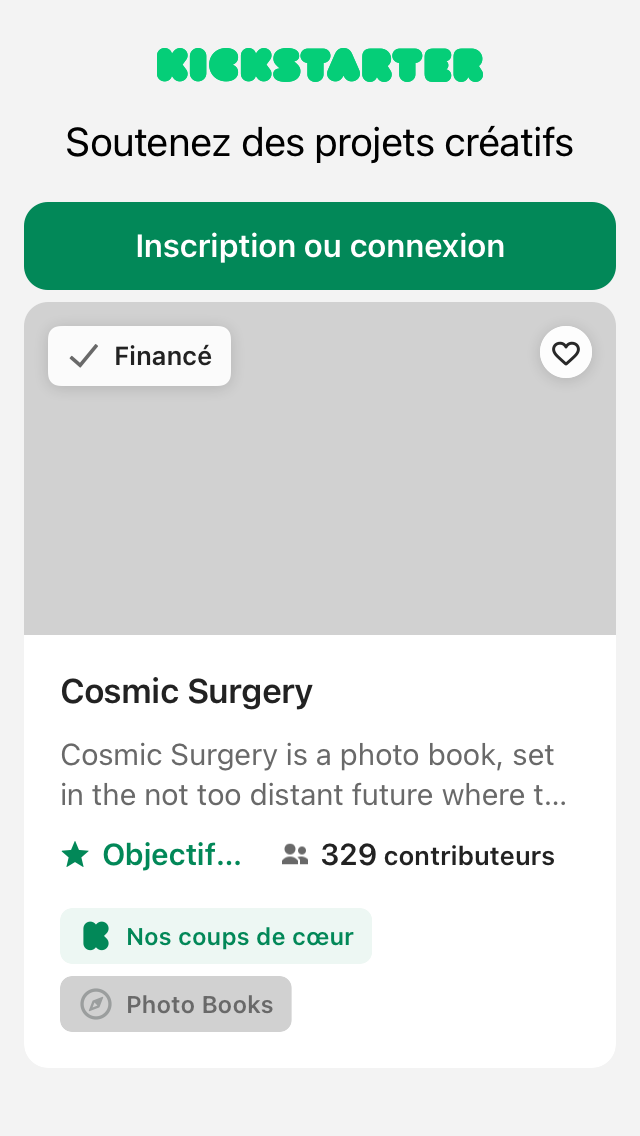 KICKSTARTER
Soutenez des projets créatifs
Inscription ou connexion
Financé
Cosmic Surgery
Cosmic Surgery is a photo book, set
in the not too distant future where t...
Objectif... 329 contributeurs
Nos coups de cœur
Photo Books